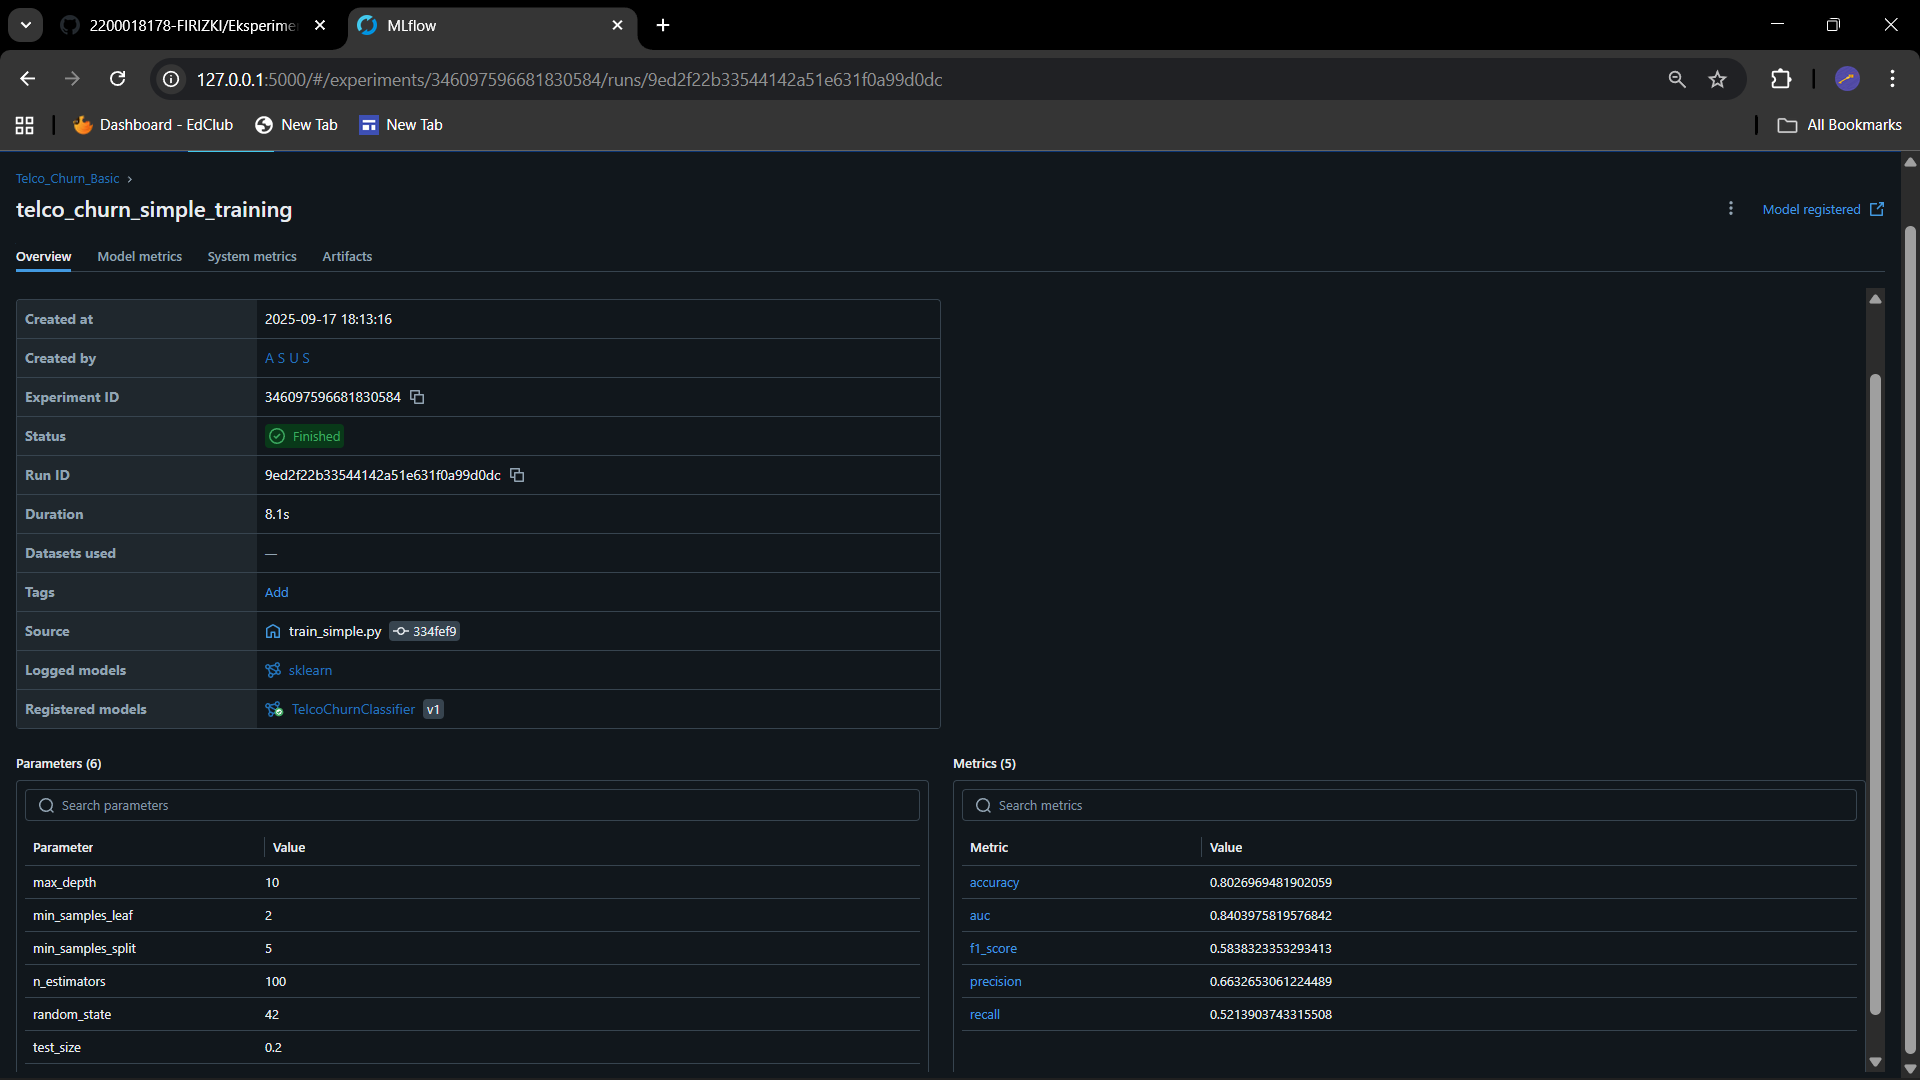 2200018178-FIRIZKI/Eksperime
MLflow
127.0.0.1:5000/#/experiments/346097596681830584/runs/9ed2f22b33544142a51e631f0a99d0dc
Dashboard - EdClub
New Tab
New Tab
All Bookmarks
Telco_Churn_Basic
telco_churn_simple_training
Model registered
Overview Model metrics System metrics Artifacts
Created at 2025-09-17 18:13:16
Created by A S U S
Experiment ID 346097596681830584
Status Finished
Run ID 9ed2f22b33544142a51e631f0a99d0dc
Duration 8.1s
Datasets used —
Tags Add
Source train_simple.py 334fef9
Logged models sklearn
Registered models TelcoChurnClassifier v1
Parameters (6)
Search parameters
Parameter Value
max_depth 10
min_samples_leaf 2
min_samples_split 5
n_estimators 100
random_state 42
test_size 0.2
Metrics (5)
Search metrics
Metric Value
accuracy 0.8026969481902059
auc 0.8403975819576842
f1_score 0.5838323353293413
precision 0.6632653061224489
recall 0.5213903743315508